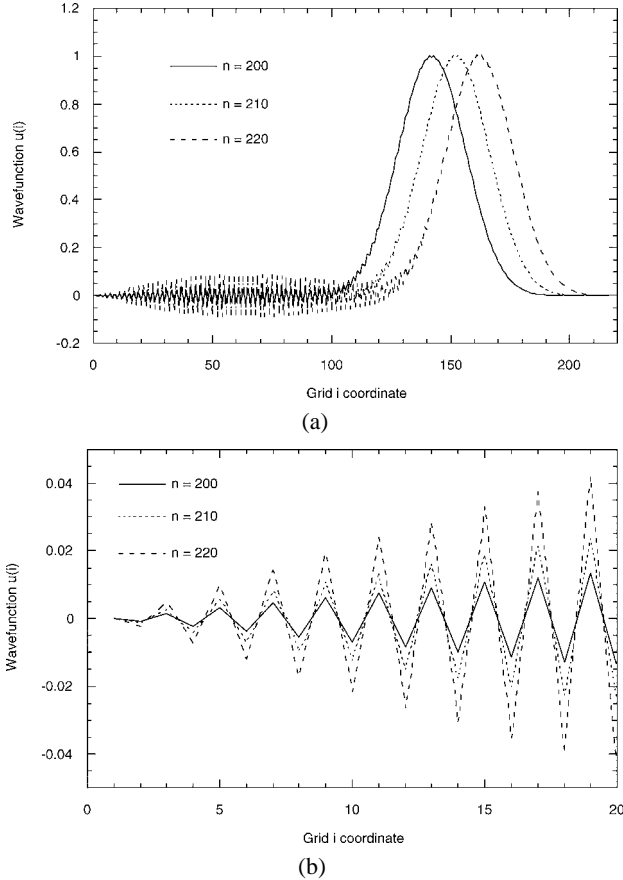 1.2
1
0.8
0.6
0.4
0.2
0
-0.2
Wavefunction u(i)
n = 200
n = 210
n = 220
0 50 100 150 200
Grid i coordinate
(a)
0.04
0.02
0
-0.02
-0.04
Wavefunction u(i)
n = 200
n = 210
n = 220
0 5 10 15 20
Grid i coordinate
(b)